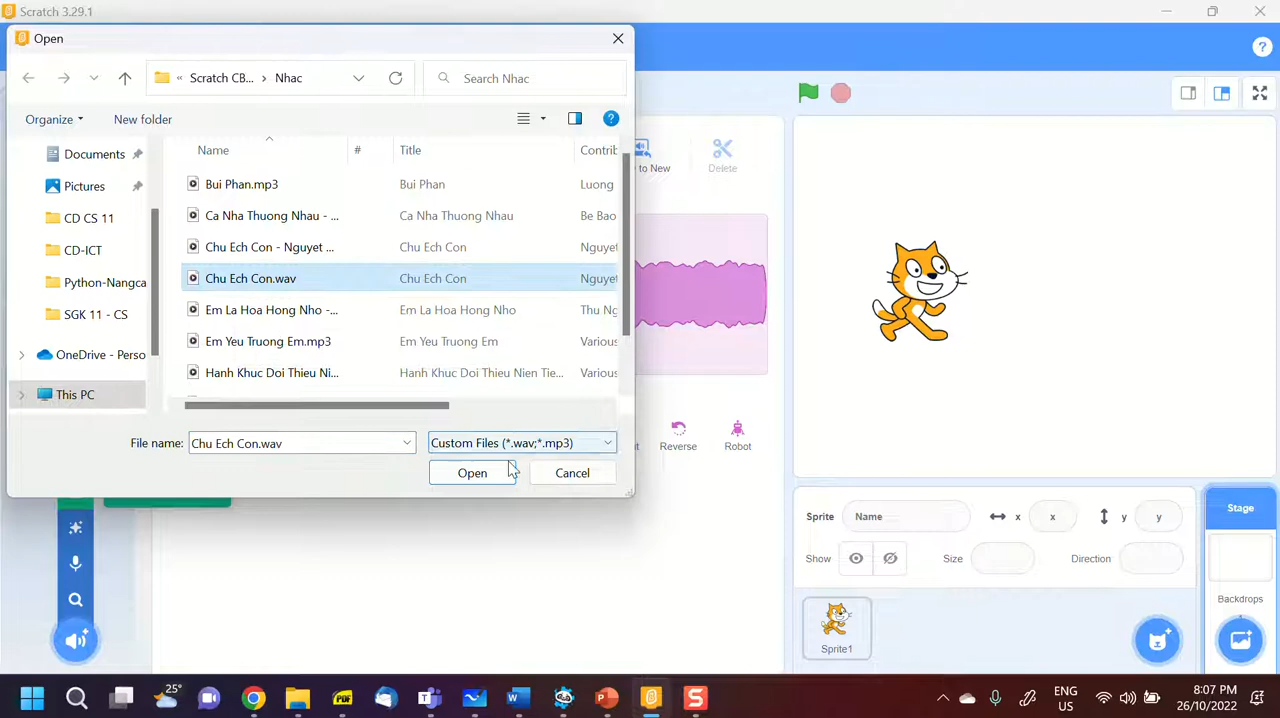 Scratch 3.29.1
Open
« Scratch CB... > Nhac
Search Nhac
Organize
New folder
Name
#
Title
Contrib
Documents
Pictures
CD CS 11
CD-ICT
Python-Nangca
SGK 11 - CS
OneDrive - Perso
This PC
Bui Phan.mp3 Bui Phan Luong
Ca Nha Thuong Nhau - ... Ca Nha Thuong Nhau Be Bao
Chu Ech Con - Nguyet ... Chu Ech Con Nguyet
Chu Ech Con.wav Chu Ech Con Nguyet
Em La Hoa Hong Nho -... Em La Hoa Hong Nho Thu Ng
Em Yeu Truong Em.mp3 Em Yeu Truong Em Various
Hanh Khuc Doi Thieu Ni... Hanh Khuc Doi Thieu Nien Tie... Various
File name: Chu Ech Con.wav
Custom Files (*.wav;*.mp3)
Open
Cancel
to New
Delete
Reverse
Robot
Sprite
Name
x
x
y
y
Show
Size
Direction
Sprite1
Stage
Backdrops
25°
ENG
US
8:07 PM
26/10/2022